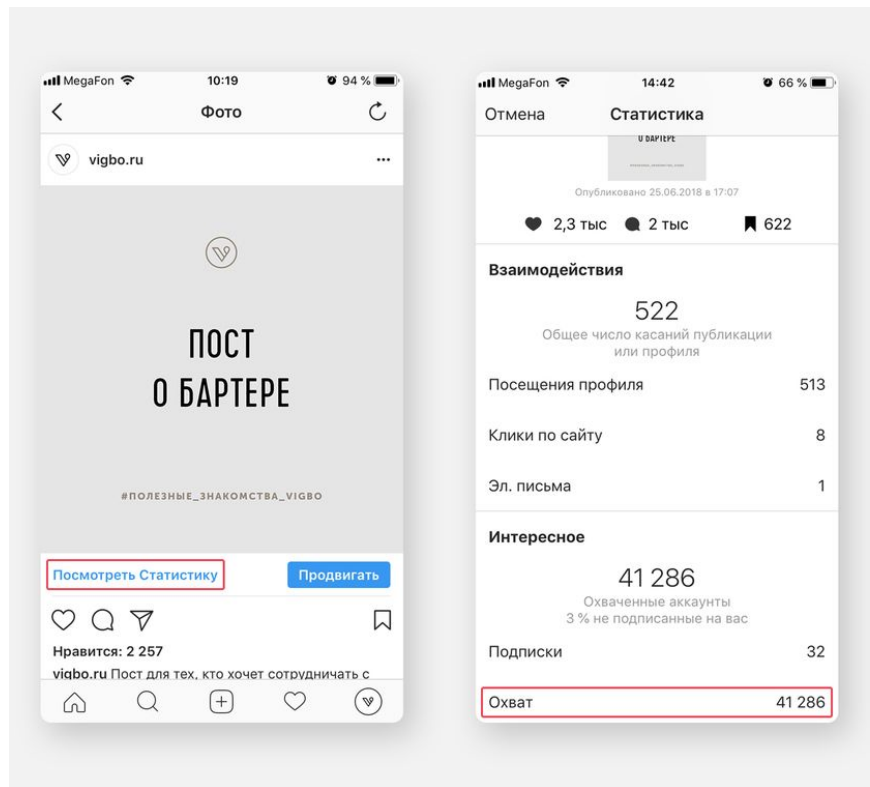 MegaFon 10:19 94 %
Фото
vigbo.ru
ПОСТ
О БАРТЕРЕ
#ПОЛЕЗНЫЕ_ЗНАКОМСТВА_VIGBO
Посмотреть Статистику Продвигать
Нравится: 2 257
vigbo.ru Пост для тех, кто хочет сотрудничать с
MegaFon 14:42 66 %
Отмена Статистика
О БАРТЕРЕ
Опубликовано 25.06.2018 в 17:07
2,3 тыс 2 тыс 622
Взаимодействия
522
Общее число касаний публикации
или профиля
Посещения профиля 513
Клики по сайту 8
Эл. письма 1
Интересное
41 286
Охваченные аккаунты
3 % не подписанные на вас
Подписки 32
Охват 41 286